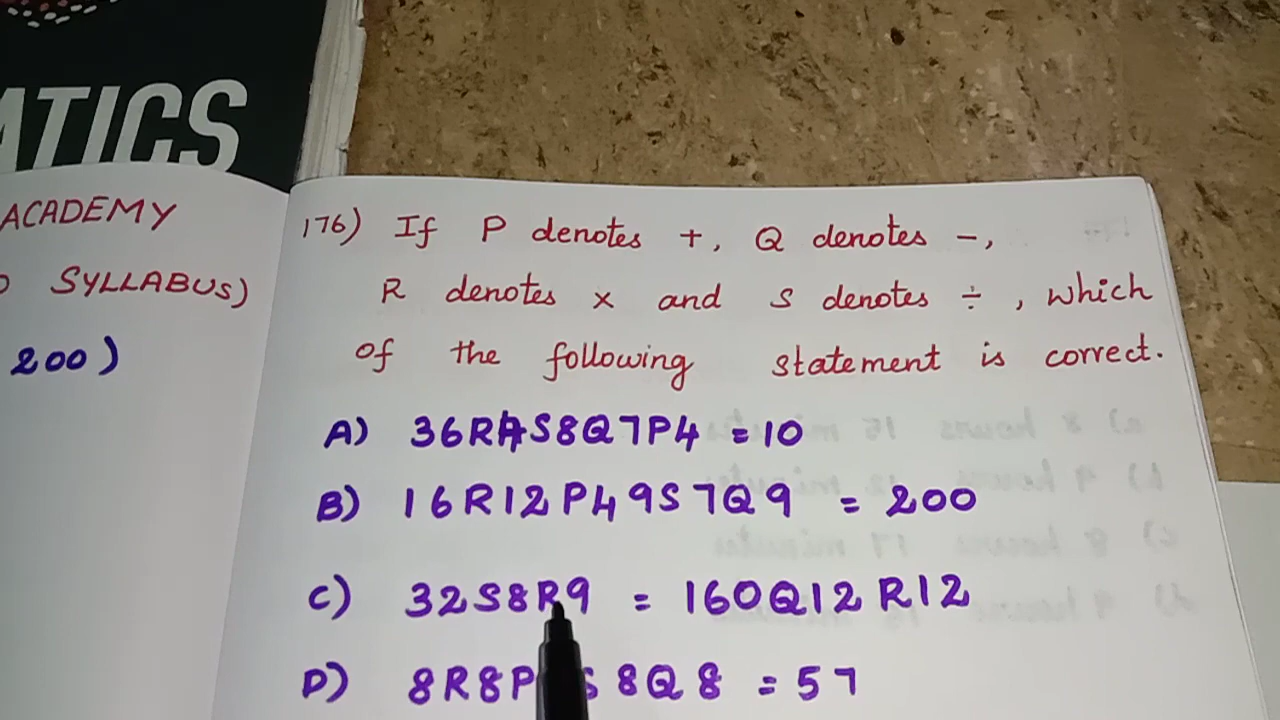 ATICS
ACADEMY
SYLLABUS)
200)
176) If P denotes +, Q denotes -,
R denotes x and S denotes ÷, which
of the following statement is correct.
A) 36R4S8Q7P4 = 10
B) 16R12P49S7Q9 = 200
C) 32S8R9 = 160Q12R12
D) 8R8P S 8Q8 = 57